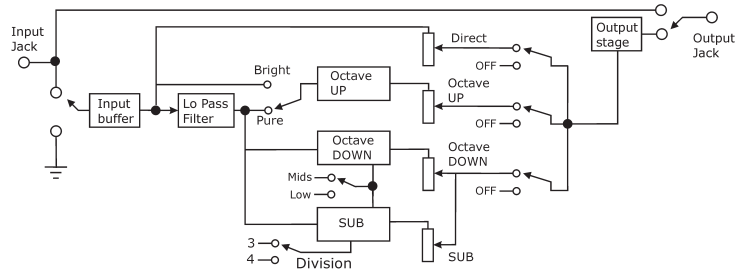 Input
Jack
Direct
Output
stage
Output
Jack
OFF
Bright
Octave
UP
Octave
UP
Input
buffer
Lo Pass
Filter
Pure
OFF
Octave
DOWN
Octave
DOWN
Mids
Low
OFF
SUB
3
4
Division
SUB